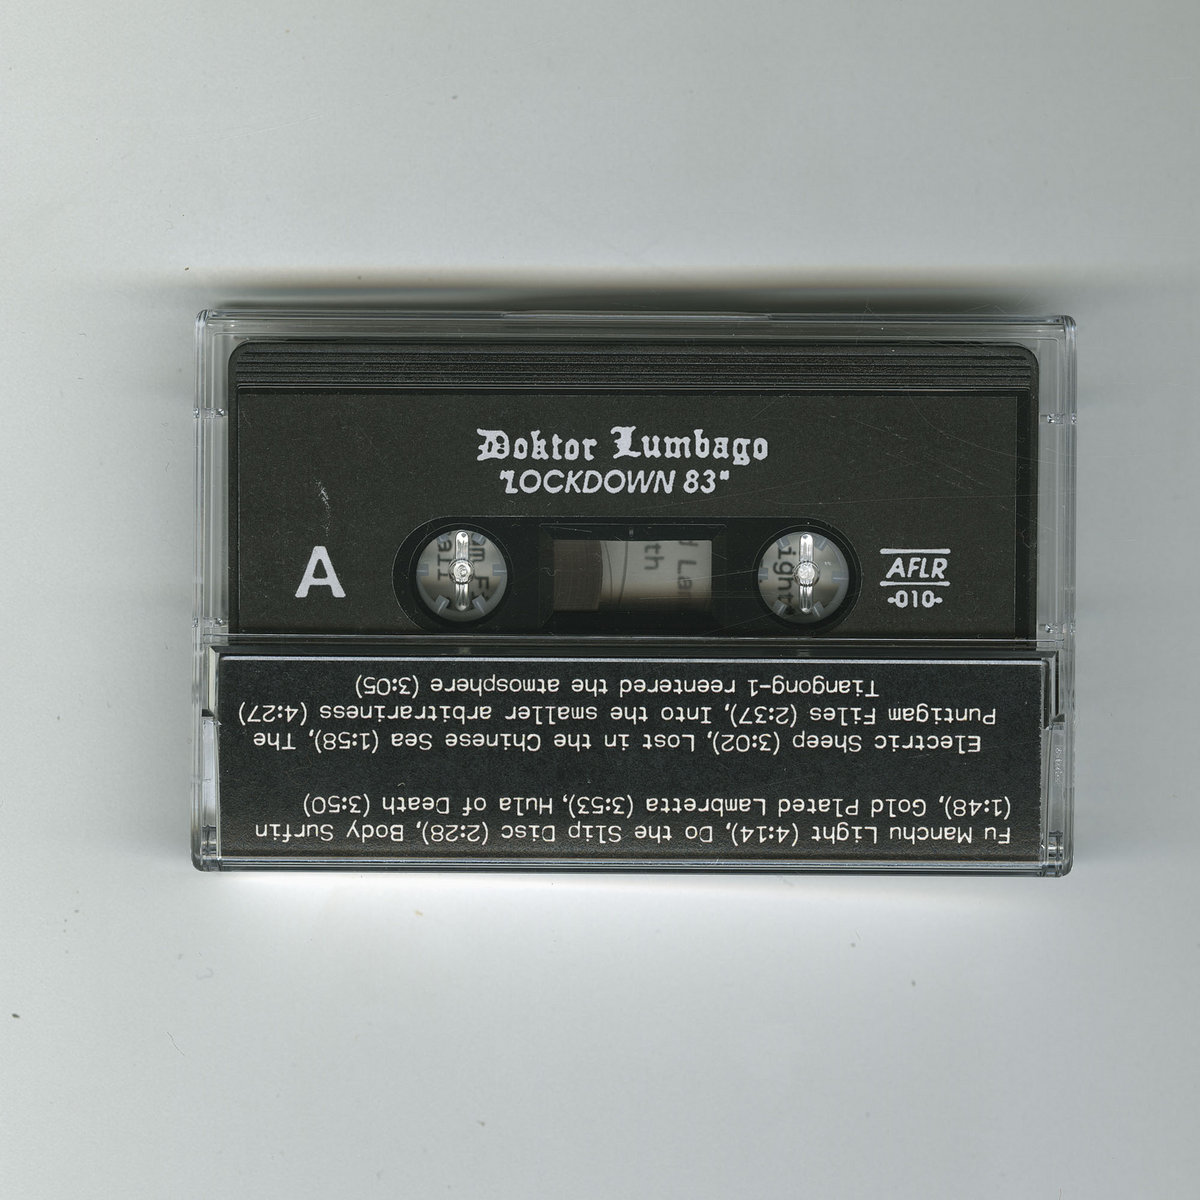 Doktor Lumbago
"LOCKDOWN 83"
A
AFLR
-010-
Fu Manchu Light (4:14), Do the Slip Disc (2:28), Body Surfin
(1:48), Gold Plated Lambretta (3:53), Hula of Death (3:50)
Electric Sheep (3:02), Lost in the Chinese Sea (1:58), The
Puntigam Files (2:37), Into the smaller arbitrariness (4:27)
Tiangong-1 reentered the atmosphere (3:05)